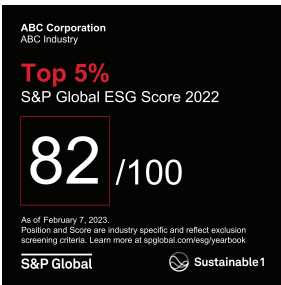 ABC Corporation
ABC Industry
Top 5%
S&P Global ESG Score 2022
82 /100
As of February 7, 2023.
Position and Score are industry specific and reflect exclusion
screening criteria. Learn more at spglobal.com/esg/yearbook
S&P Global Sustainable1